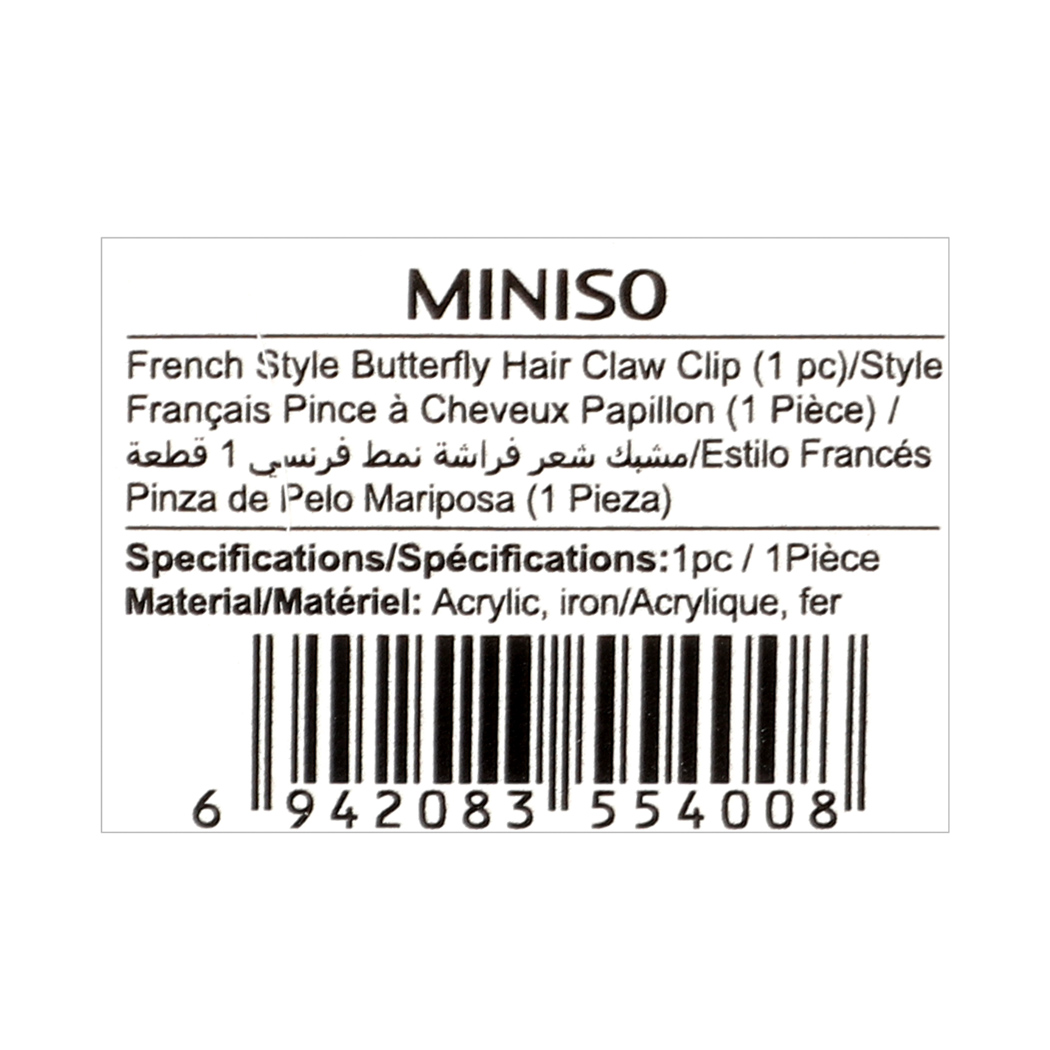 MINISO
French Style Butterfly Hair Claw Clip (1 pc)/Style
Français Pince à Cheveux Papillon (1 Pièce) /
مشبك شعر فراشة نمط فرنسي 1 قطعة/Estilo Francés
Pinza de Pelo Mariposa (1 Pieza)
Specifications/Spécifications:1pc / 1Pièce
Material/Matériel: Acrylic, iron/Acrylique, fer
6 942083 554008